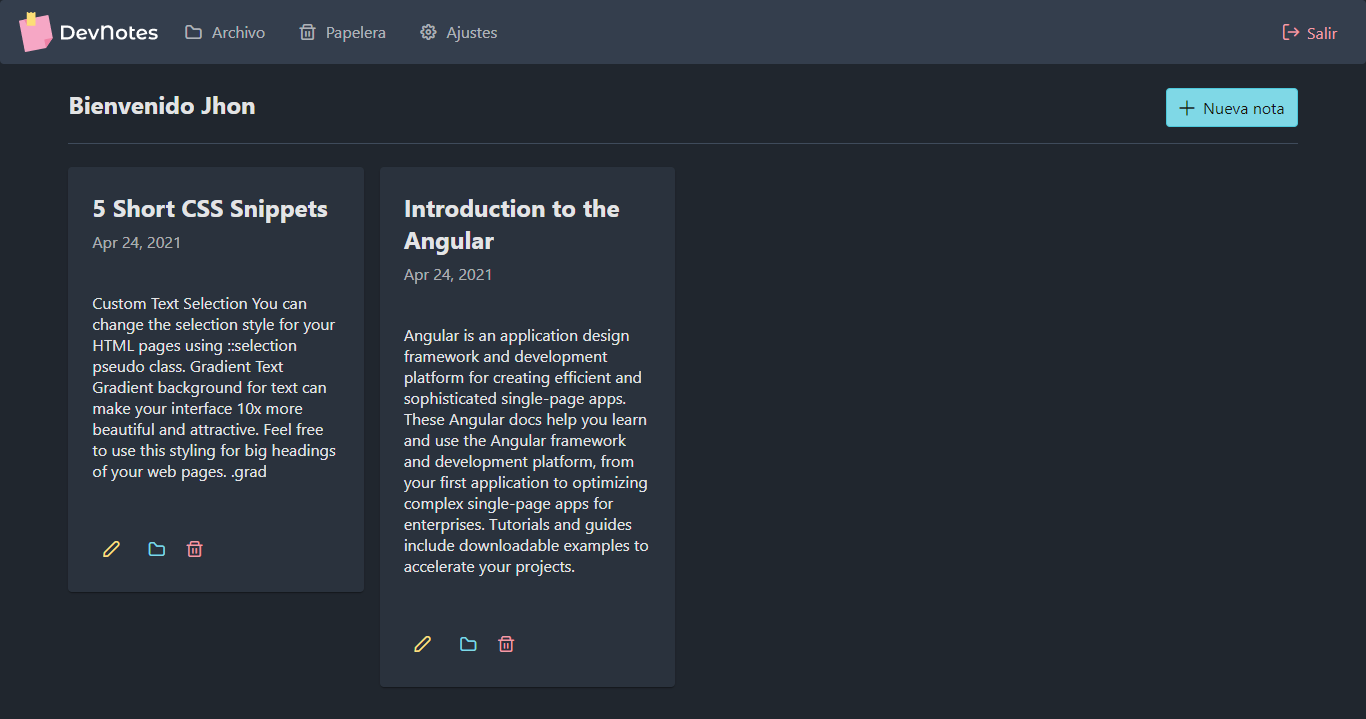 DevNotes Archivo Papelera Ajustes Salir
Bienvenido Jhon
Nueva nota
5 Short CSS Snippets
Apr 24, 2021
Custom Text Selection You can
change the selection style for your
HTML pages using ::selection
pseudo class. Gradient Text
Gradient background for text can
make your interface 10x more
beautiful and attractive. Feel free
to use this styling for big headings
of your web pages. .grad
Introduction to the
Angular
Apr 24, 2021
Angular is an application design
framework and development
platform for creating efficient and
sophisticated single-page apps.
These Angular docs help you learn
and use the Angular framework
and development platform, from
your first application to optimizing
complex single-page apps for
enterprises. Tutorials and guides
include downloadable examples to
accelerate your projects.